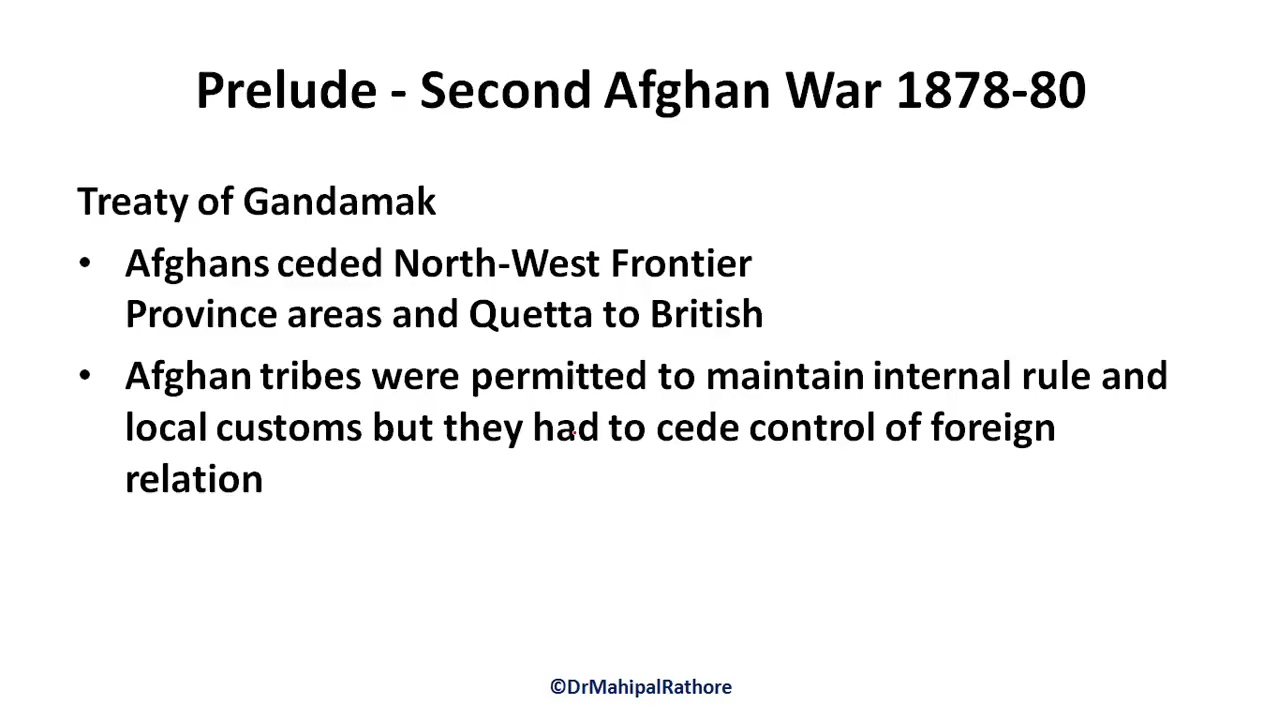 Prelude - Second Afghan War 1878-80
Treaty of Gandamak
• Afghans ceded North-West Frontier
Province areas and Quetta to British
• Afghan tribes were permitted to maintain internal rule and
local customs but they had to cede control of foreign
relation
©DrMahipalRathore